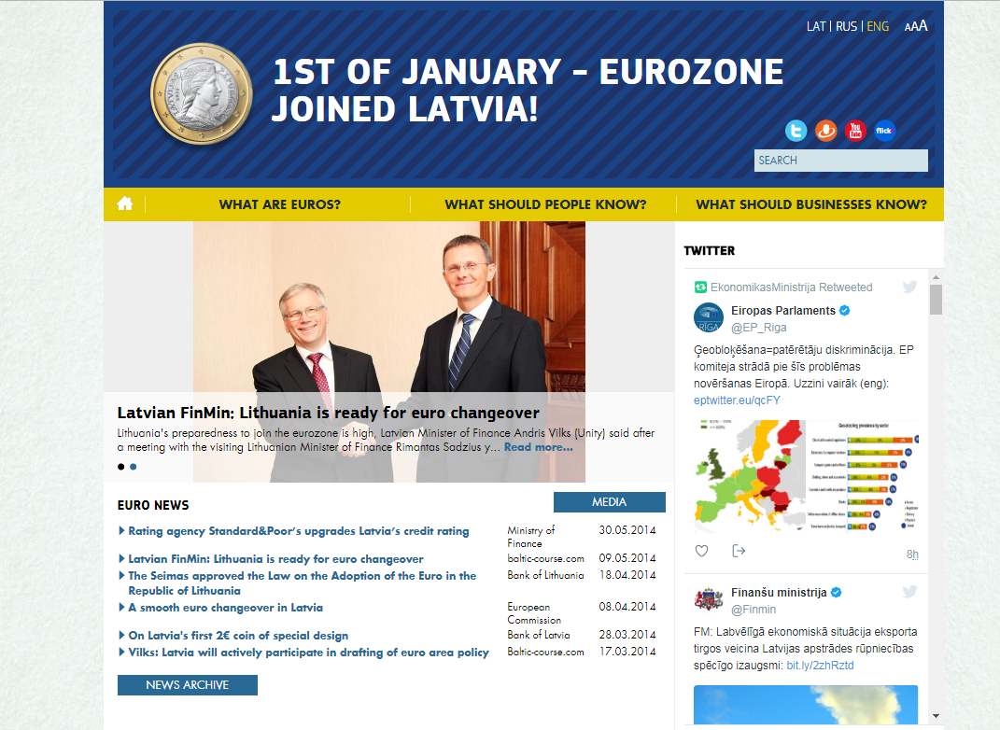 LAT | RUS | ENG AAA
1ST OF JANUARY – EUROZONE
JOINED LATVIA!
You
Tube
flick
SEARCH
WHAT ARE EUROS?
WHAT SHOULD PEOPLE KNOW?
WHAT SHOULD BUSINESSES KNOW?
Latvian FinMin: Lithuania is ready for euro changeover
Lithuania's preparedness to join the eurozone is high, Latvian Minister of Finance Andris Vilks (Unity) said after
a meeting with the visiting Lithuanian Minister of Finance Rimantas Sadzius y... Read more...
EURO NEWS
MEDIA
Rating agency Standard&Poor's upgrades Latvia's credit rating Ministry of 30.05.2014
Finance
Latvian FinMin: Lithuania is ready for euro changeover baltic-course.com 09.05.2014
The Seimas approved the Law on the Adoption of the Euro in the Bank of Lithuania 18.04.2014
Republic of Lithuania
A smooth euro changeover in Latvia European 08.04.2014
Commission
On Latvia's first 2€ coin of special design Bank of Latvia 28.03.2014
Vilks: Latvia will actively participate in drafting of euro area policy Baltic-course.com 17.03.2014
NEWS ARCHIVE
TWITTER
EkonomikasMinistrija Retweeted
RĪGA
Eiropas Parlaments
@EP_Riga
Ģeobloķēšana=patērētāju diskriminācija. EP
komiteja strādā pie šīs problēmas
novēršanas Eiropā. Uzzini vairāk (eng):
eptwitter.eu/qcFY
Geo-blocking prevalence by sector
8h
Finanšu ministrija
@Finmin
FM: Labvēlīgā ekonomiskā situācija eksporta
tirgos veicina Latvijas apstrādes rūpniecības
spēcīgo izaugsmi: bit.ly/2zhRztd